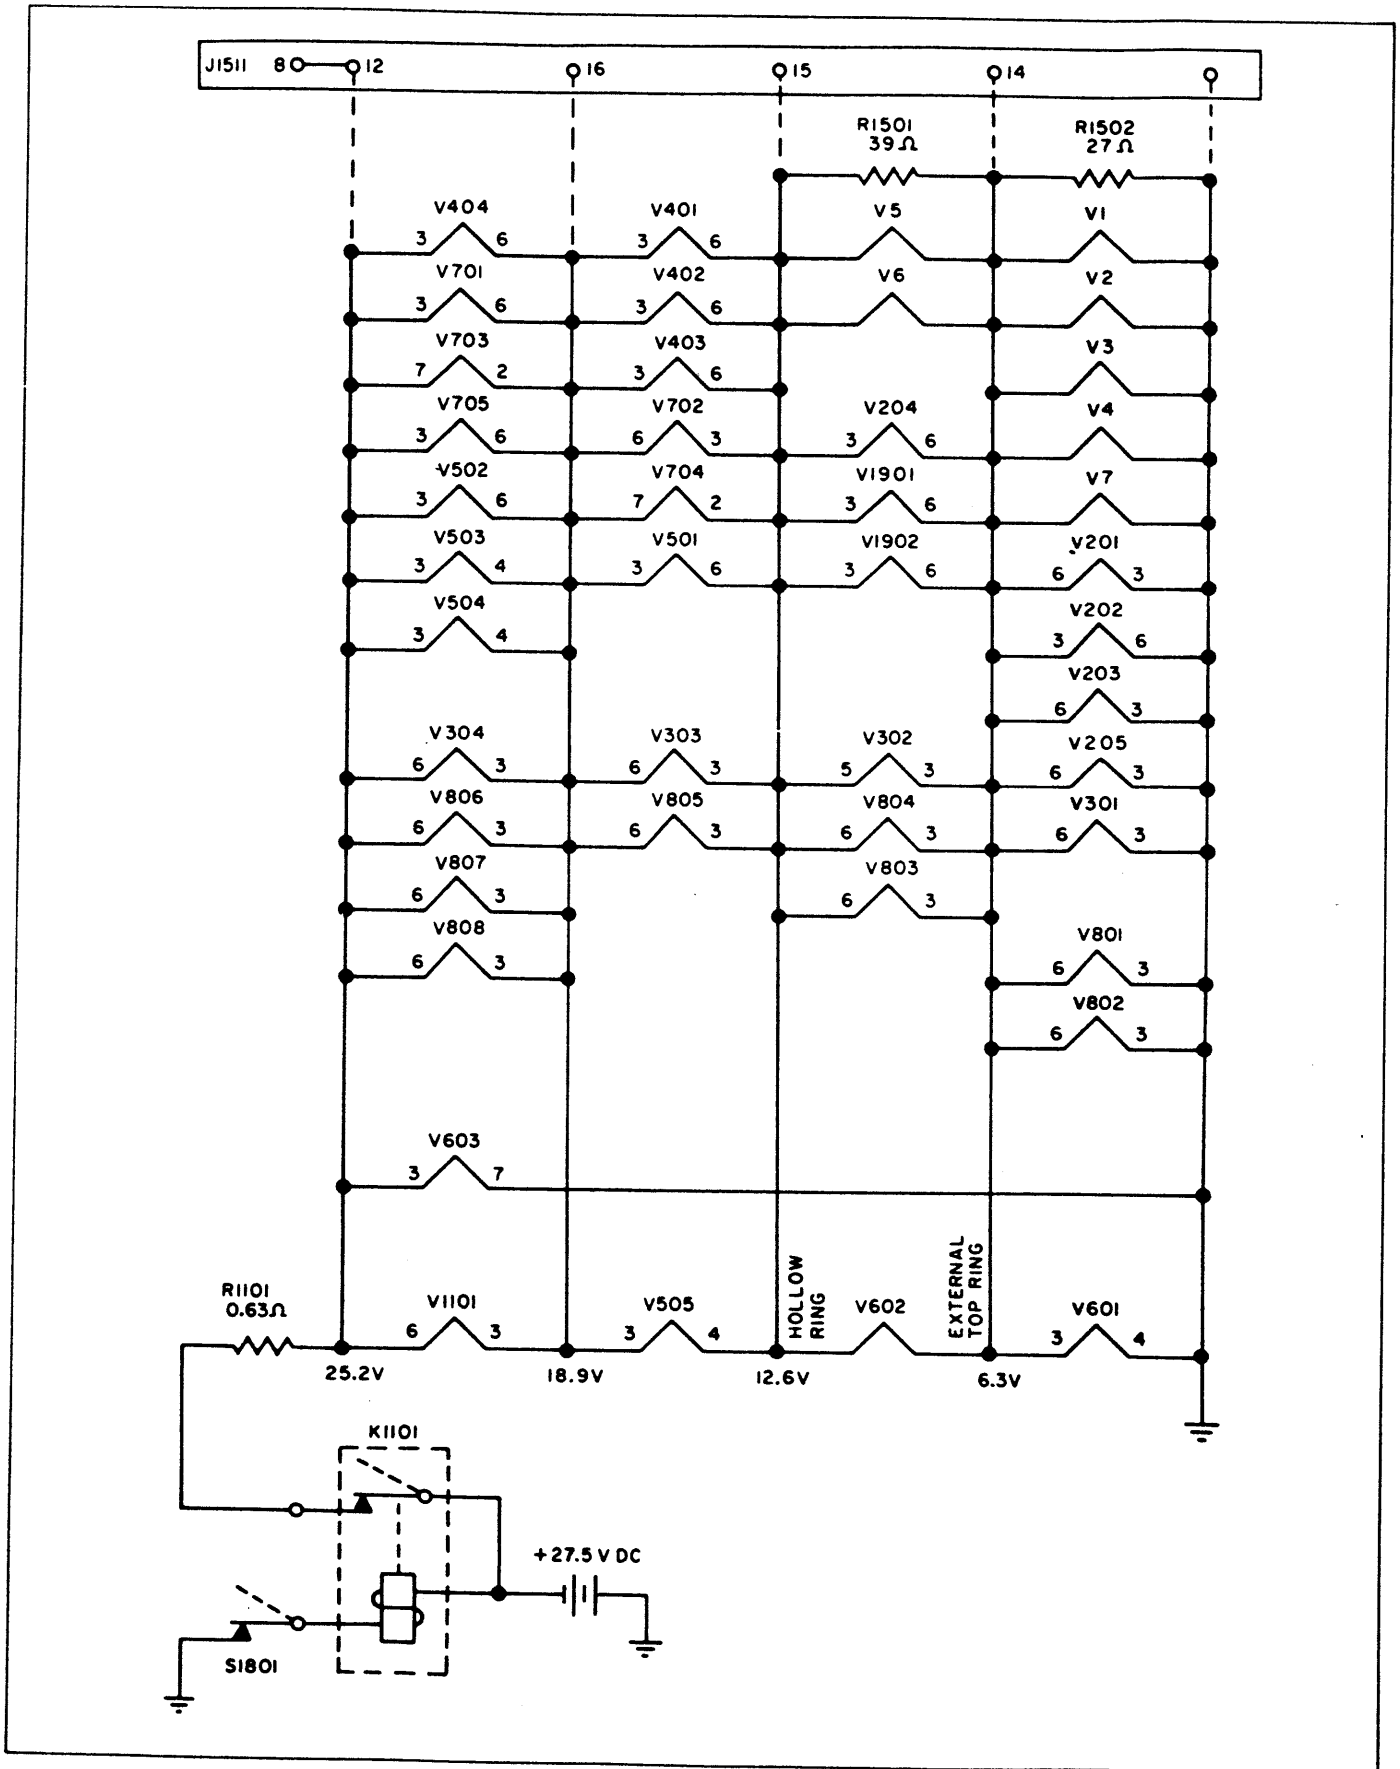 J1511 8 12 16 15 14
R1501 R1502
39Ω 27Ω
V404 V401 V5 V1
3 6 3 6
V701 V402 V6 V2
3 6 3 6
V703 V403 V3
7 2 3 6
V705 V702 V204 V4
3 6 6 3 3 6
V502 V704 V1901 V7
3 6 7 2 3 6
V503 V501 V1902 V201
3 4 3 6 3 6 6 3
V504 V202
3 4 3 6
V203
6 3
V304 V303 V302 V205
6 3 6 3 5 3 6 3
V806 V805 V804 V301
6 3 6 3 6 3 6 3
V807 V803
6 3 6 3
V808 V801
6 3 6 3
V802
6 3
V603
3 7
HOLLOW
RING
EXTERNAL
TOP RING
R1101
0.63Ω
V1101 V505 V602 V601
6 3 3 4 3 4
25.2V 18.9V 12.6V 6.3V
K1101
+27.5 V DC
S1801